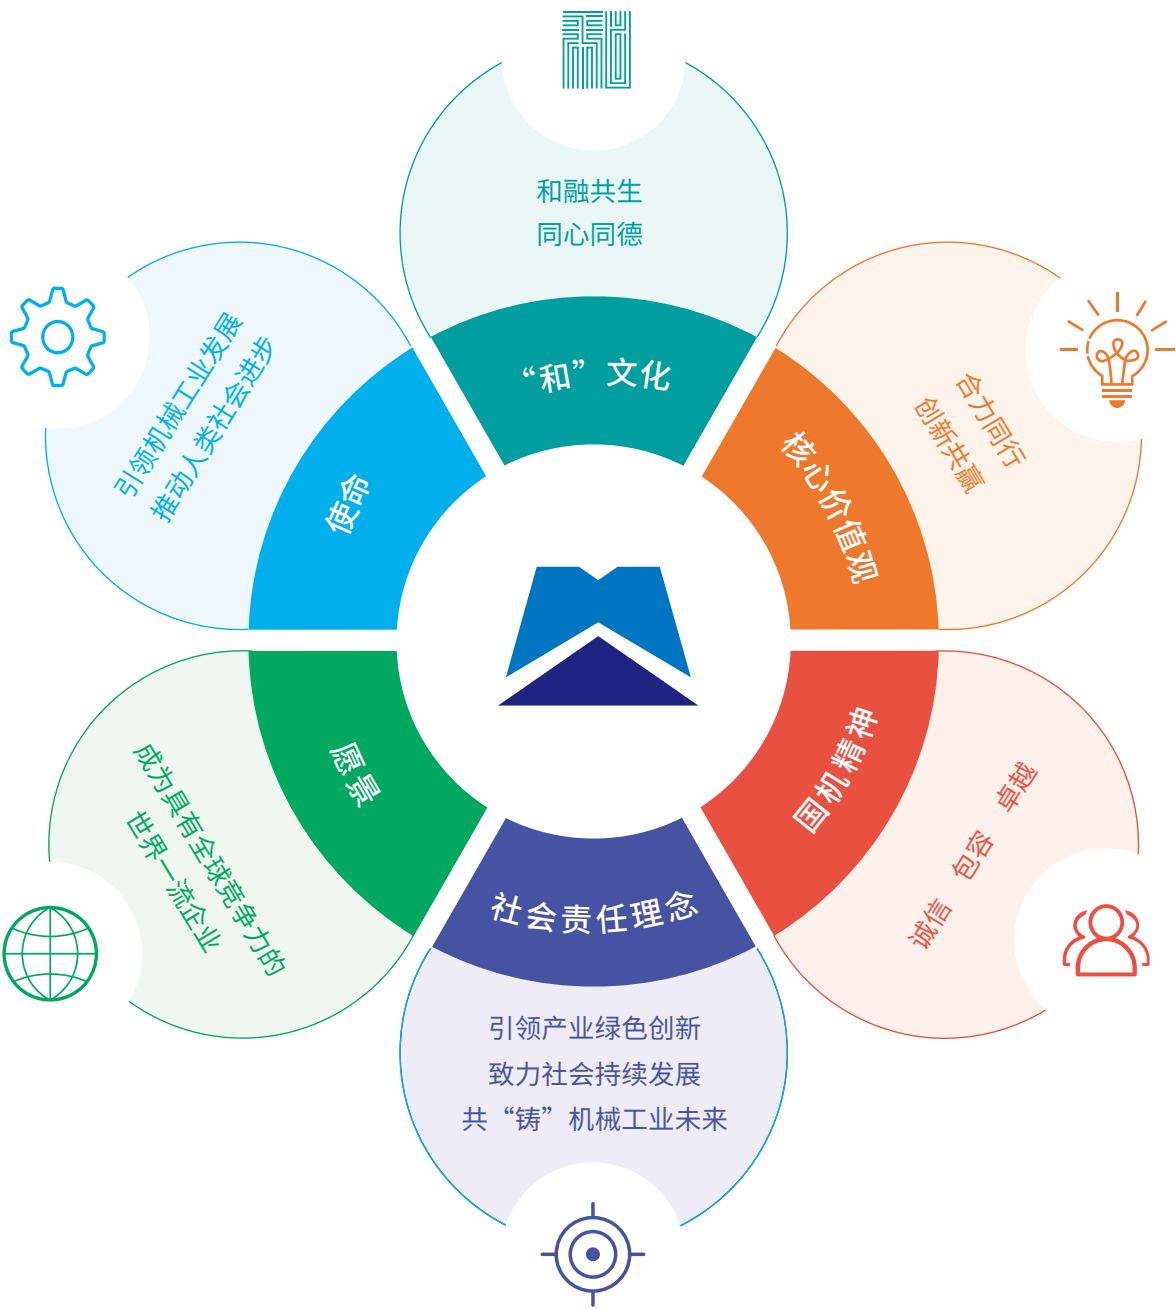 和融共生
同心同德
“和”文化
合力同行
创新共赢
核心价值观
国机精神
诚信 包容 卓越
社会责任理念
引领产业绿色创新
致力社会持续发展
共“铸”机械工业未来
愿景
成为具有全球竞争力的
世界一流企业
使命
引领机械工业发展
推动人类社会进步